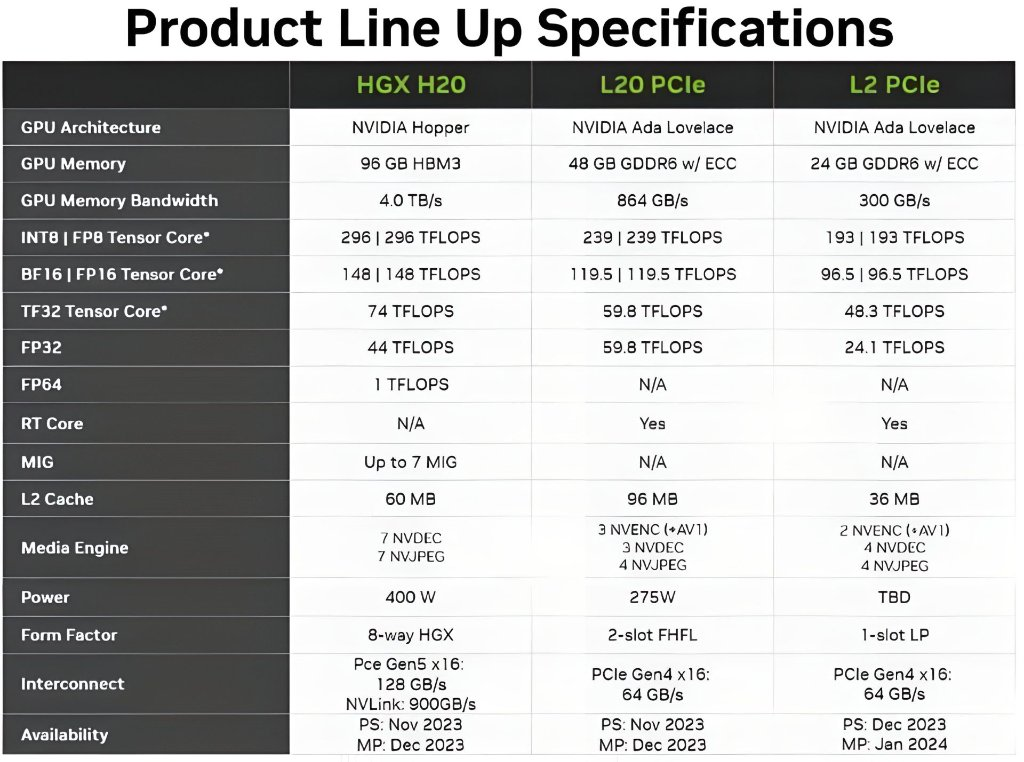 Product Line Up Specifications
HGX H20 L20 PCIe L2 PCIe
GPU Architecture NVIDIA Hopper NVIDIA Ada Lovelace NVIDIA Ada Lovelace
GPU Memory 96 GB HBM3 48 GB GDDR6 w/ ECC 24 GB GDDR6 w/ ECC
GPU Memory Bandwidth 4.0 TB/s 864 GB/s 300 GB/s
INT8 | FP8 Tensor Core* 296 | 296 TFLOPS 239 | 239 TFLOPS 193 | 193 TFLOPS
BF16 | FP16 Tensor Core* 148 | 148 TFLOPS 119.5 | 119.5 TFLOPS 96.5 | 96.5 TFLOPS
TF32 Tensor Core* 74 TFLOPS 59.8 TFLOPS 48.3 TFLOPS
FP32 44 TFLOPS 59.8 TFLOPS 24.1 TFLOPS
FP64 1 TFLOPS N/A N/A
RT Core N/A Yes Yes
MIG Up to 7 MIG N/A N/A
L2 Cache 60 MB 96 MB 36 MB
Media Engine
7 NVDEC
7 NVJPEG
3 NVENC (+AV1)
3 NVDEC
4 NVJPEG
2 NVENC (+AV1)
4 NVDEC
4 NVJPEG
Power 400 W 275W TBD
Form Factor 8-way HGX 2-slot FHFL 1-slot LP
Interconnect
Pce Gen5 x16:
128 GB/s
NVLink: 900GB/s
PCIe Gen4 x16:
64 GB/s
PCIe Gen4 x16:
64 GB/s
Availability
PS: Nov 2023
MP: Dec 2023
PS: Nov 2023
MP: Dec 2023
PS: Dec 2023
MP: Jan 2024